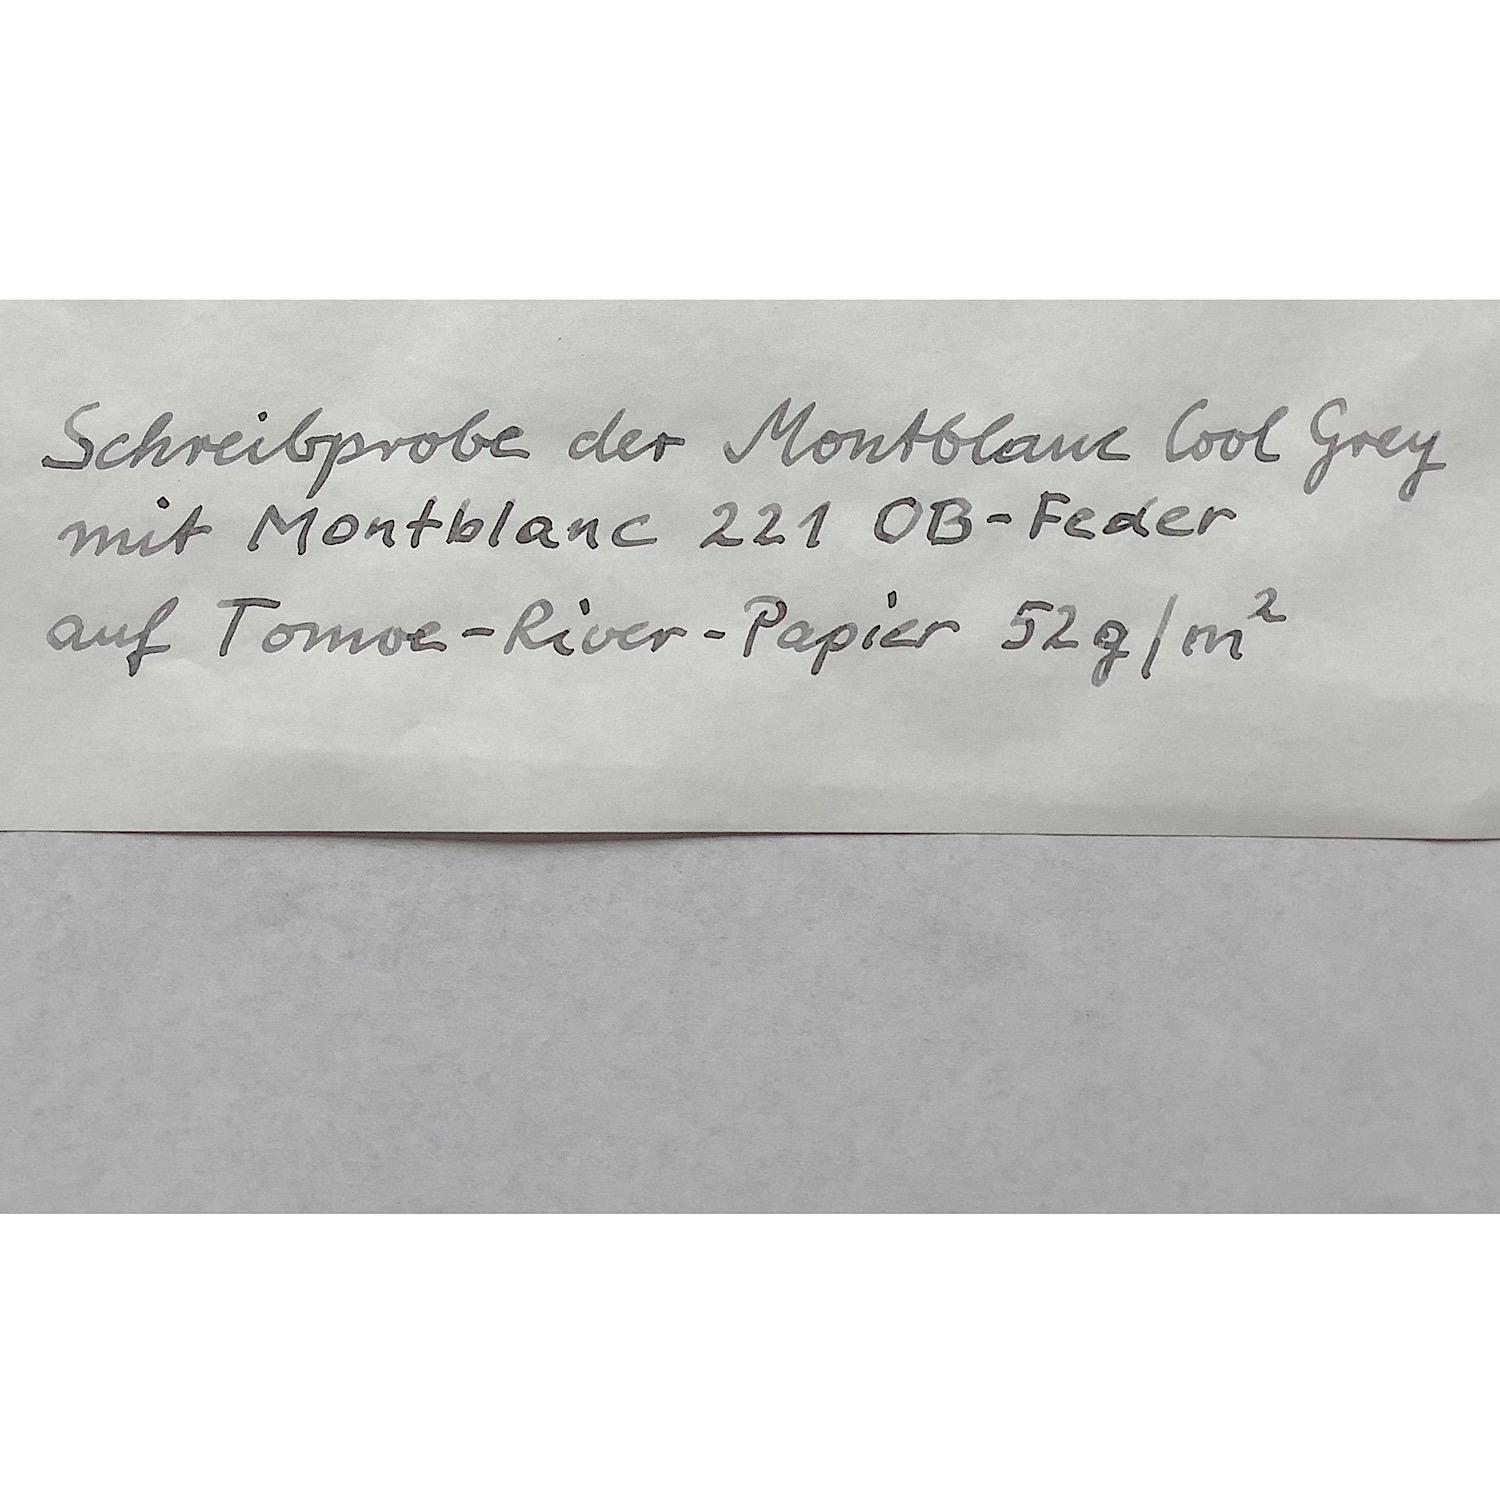 Schreibprobe der Montblanc Cool Grey
mit Montblanc 221 OB-Feder
auf Tomoe-River-Papier 52g/m²